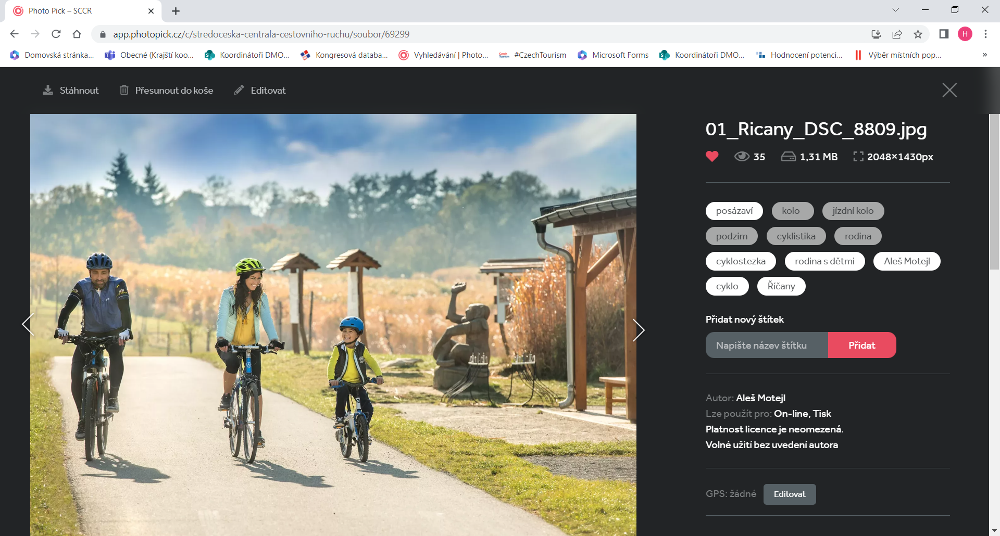 Photo Pick – SCCR
app.photopick.cz/c/stredoceska-centrala-cestovniho-ruchu/soubor/69299
H
Domovská stránka...
Obecné (Krajští koo...
Koordinátoři DMO...
Kongresová databa...
Vyhledávání | Photo...
#CzechTourism
Microsoft Forms
Koordinátoři DMO...
Hodnocení potenci...
Výběr místních pop...
»
Stáhnout
Přesunout do koše
Editovat
01_Ricany_DSC_8809.jpg
35
1,31 MB
2048×1430px
posázaví
kolo
jízdní kolo
podzim
cyklistika
rodina
cyklostezka
rodina s dětmi
Aleš Motejl
cyklo
Říčany
Přidat nový štítek
Napište název štítku
Přidat
Autor: Aleš Motejl
Lze použít pro: On-line, Tisk
Platnost licence je neomezená.
Volné užití bez uvedení autora
GPS: žádné
Editovat